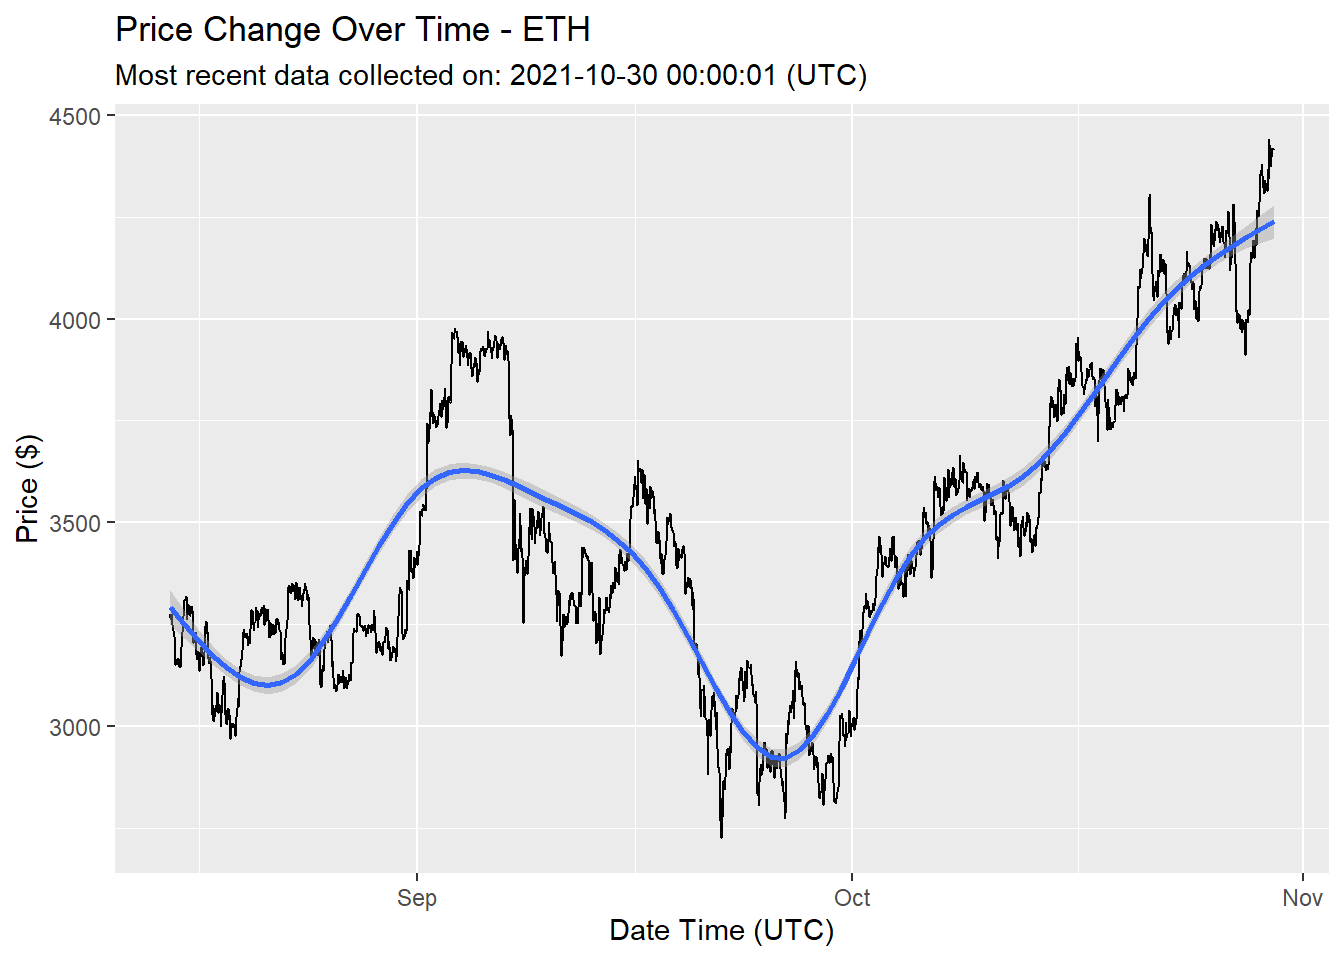 Price Change Over Time - ETH
Most recent data collected on: 2021-10-30 00:00:01 (UTC)
4500
4000
3500
3000
Price ($)
Sep
Oct
Nov
Date Time (UTC)